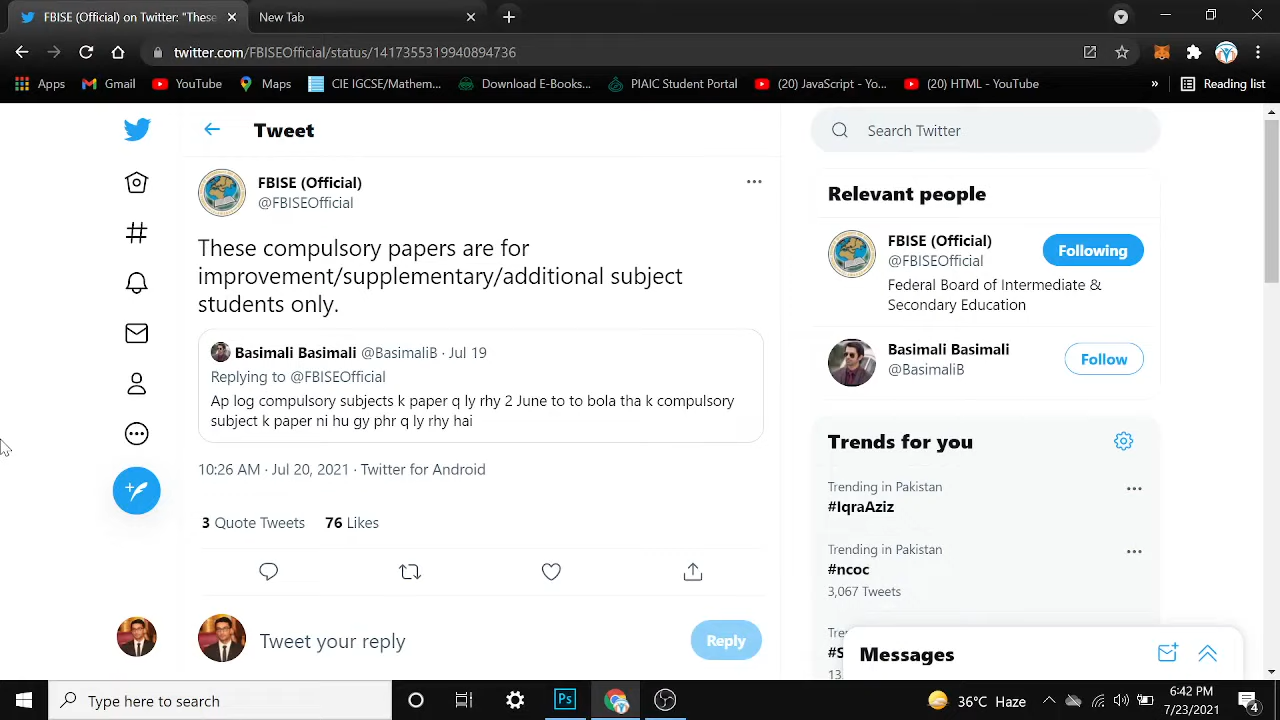 FBISE (Official) on Twitter: "These
New Tab
twitter.com/FBISEOfficial/status/1417355319940894736
Apps
Gmail
YouTube
Maps
CIE IGCSE/Mathem...
Download E-Books...
PIAIC Student Portal
(20) JavaScript - Yo...
(20) HTML - YouTube
»
Reading list
Tweet
Search Twitter
FBISE (Official)
@FBISEOfficial
These compulsory papers are for
improvement/supplementary/additional subject
students only.
Basimali Basimali @BasimaliB · Jul 19
Replying to @FBISEOfficial
Ap log compulsory subjects k paper q ly rhy 2 June to to bola tha k compulsory
subject k paper ni hu gy phr q ly rhy hai
10:26 AM · Jul 20, 2021 · Twitter for Android
3 Quote Tweets 76 Likes
Tweet your reply
Reply
Relevant people
FBISE (Official)
@FBISEOfficial
Following
Federal Board of Intermediate &
Secondary Education
Basimali Basimali
@BasimaliB
Follow
Trends for you
Trending in Pakistan
#IqraAziz
Trending in Pakistan
#ncoc
3,067 Tweets
Messages
Type here to search
Ps
36°C Haze
6:42 PM
7/23/2021
4